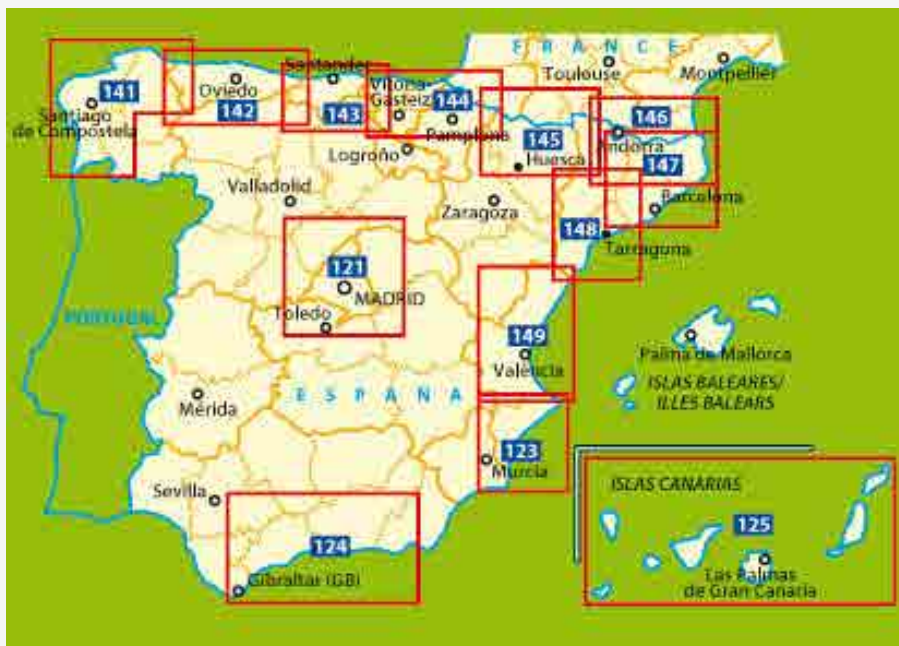 FRANCE
Santander
Toulouse
Montpellier
141
Oviedo
142
143
Vitoria-
Gasteiz
144
Pamplona
146
Santiago
de Compostela
145
Andorra
Logroño
Huesca
147
Valladolid
Zaragoza
Barcelona
148
Tarragona
121
MADRID
Toledo
PORTUGAL
149
València
Palma de Mallorca
ISLAS BALEARES/
ILLES BALEARS
Mérida
ESPAÑA
123
Murcia
Sevilla
ISLAS CANARIAS
125
124
Gibraltar (GB)
Las Palmas
de Gran Canaria